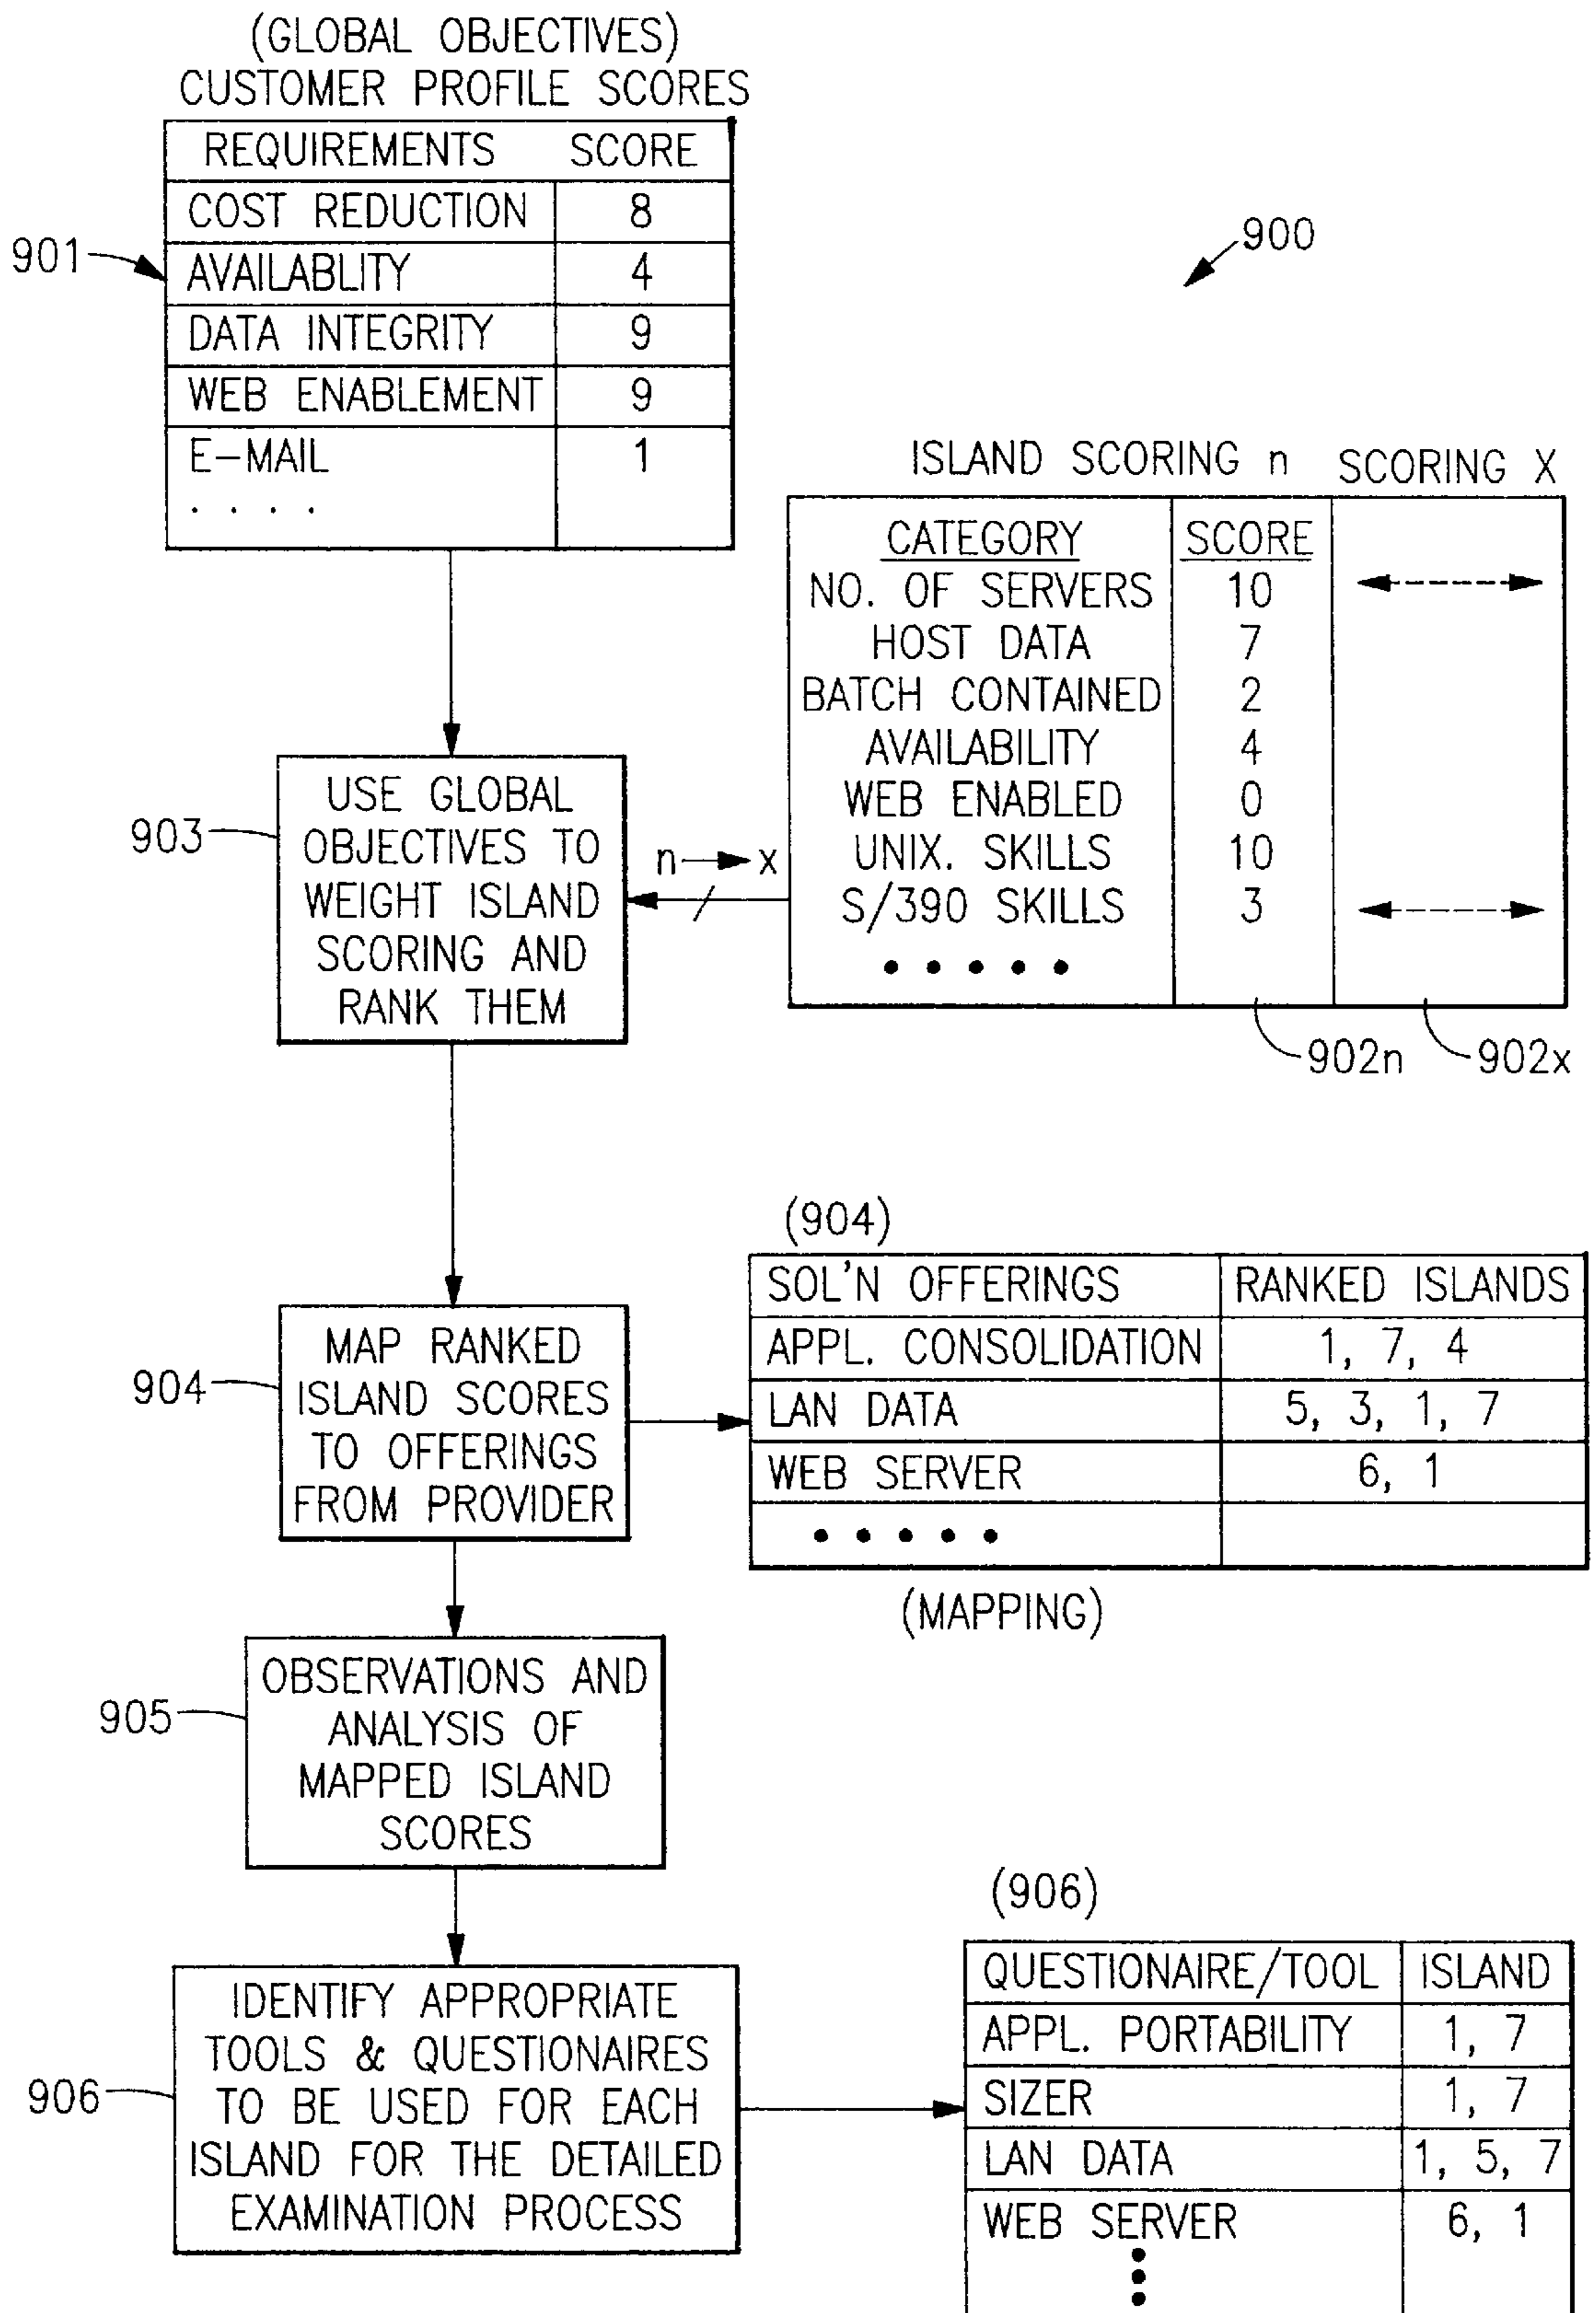 (GLOBAL OBJECTIVES)
CUSTOMER PROFILE SCORES
REQUIREMENTS SCORE
COST REDUCTION 8
901
AVAILABLITY 4
DATA INTEGRITY 9
WEB ENABLEMENT 9
E-MAIL 1
. . . .
900
ISLAND SCORING n SCORING X
CATEGORY SCORE
NO. OF SERVERS 10
HOST DATA 7
BATCH CONTAINED 2
AVAILABILITY 4
WEB ENABLED 0
UNIX. SKILLS 10
S/390 SKILLS 3
• • • • •
902n 902x
n x
903
USE GLOBAL
OBJECTIVES TO
WEIGHT ISLAND
SCORING AND
RANK THEM
904
MAP RANKED
ISLAND SCORES
TO OFFERINGS
FROM PROVIDER
(904)
SOL'N OFFERINGS RANKED ISLANDS
APPL. CONSOLIDATION 1, 7, 4
LAN DATA 5, 3, 1, 7
WEB SERVER 6, 1
• • • • •
(MAPPING)
905
OBSERVATIONS AND
ANALYSIS OF
MAPPED ISLAND
SCORES
906
IDENTIFY APPROPRIATE
TOOLS & QUESTIONAIRES
TO BE USED FOR EACH
ISLAND FOR THE DETAILED
EXAMINATION PROCESS
(906)
QUESTIONAIRE/TOOL ISLAND
APPL. PORTABILITY 1, 7
SIZER 1, 7
LAN DATA 1, 5, 7
WEB SERVER 6, 1